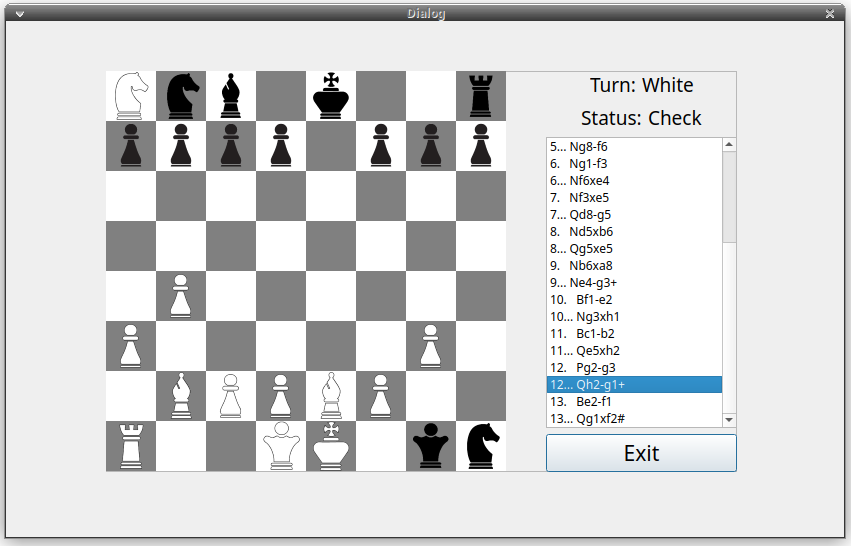 Dialog
Turn: White
Status: Check
5... Ng8-f6
6. Ng1-f3
6... Nf6xe4
7. Nf3xe5
7... Qd8-g5
8. Nd5xb6
8... Qg5xe5
9. Nb6xa8
9... Ne4-g3+
10. Bf1-e2
10... Ng3xh1
11. Bc1-b2
11... Qe5xh2
12. Pg2-g3
12... Qh2-g1+
13. Be2-f1
13... Qg1xf2#
Exit